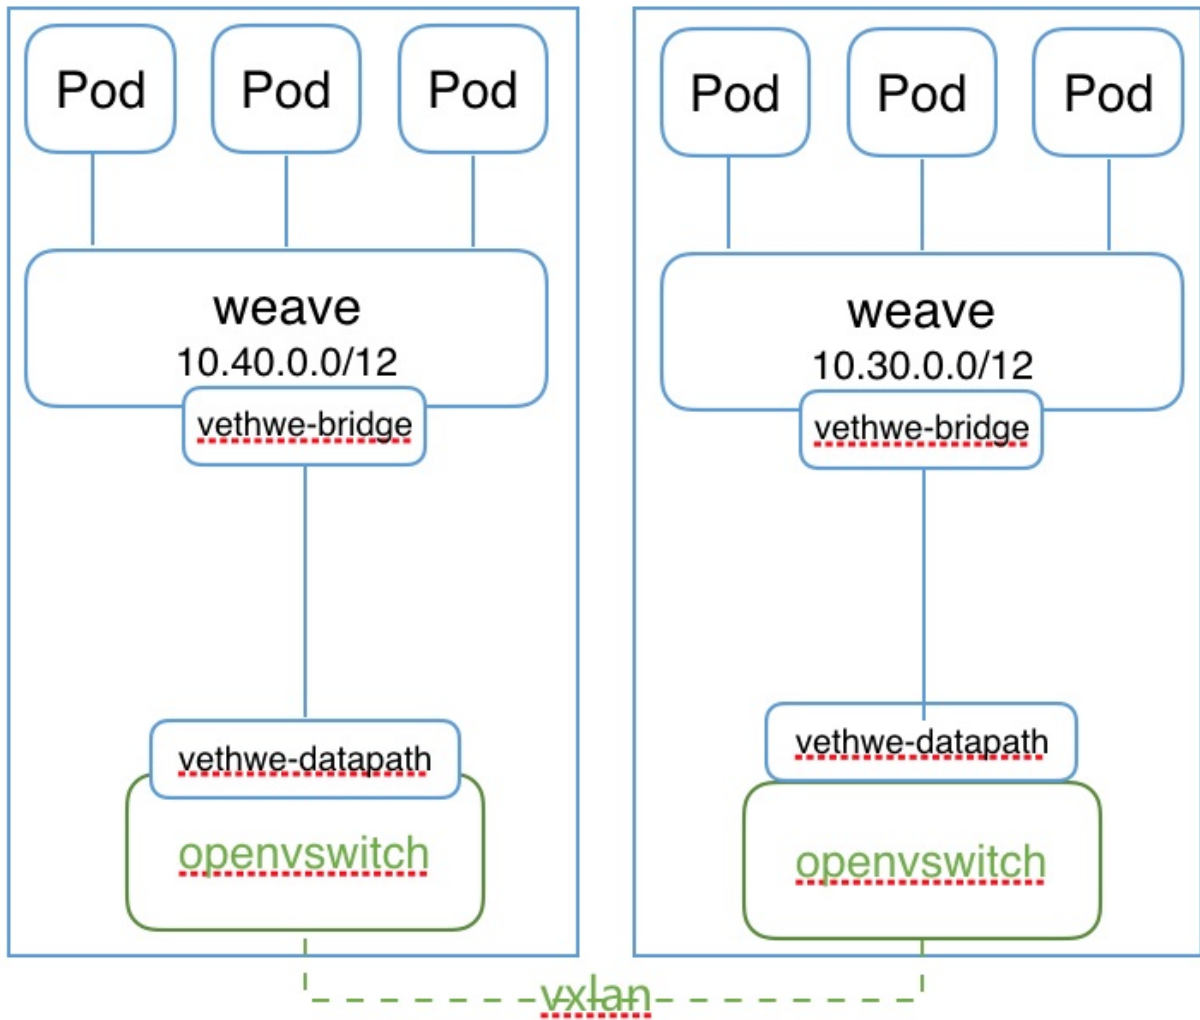 Pod
Pod
Pod
weave
10.40.0.0/12
vethwe-bridge
vethwe-datapath
openvswitch
Pod
Pod
Pod
weave
10.30.0.0/12
vethwe-bridge
vethwe-datapath
openvswitch
vxlan